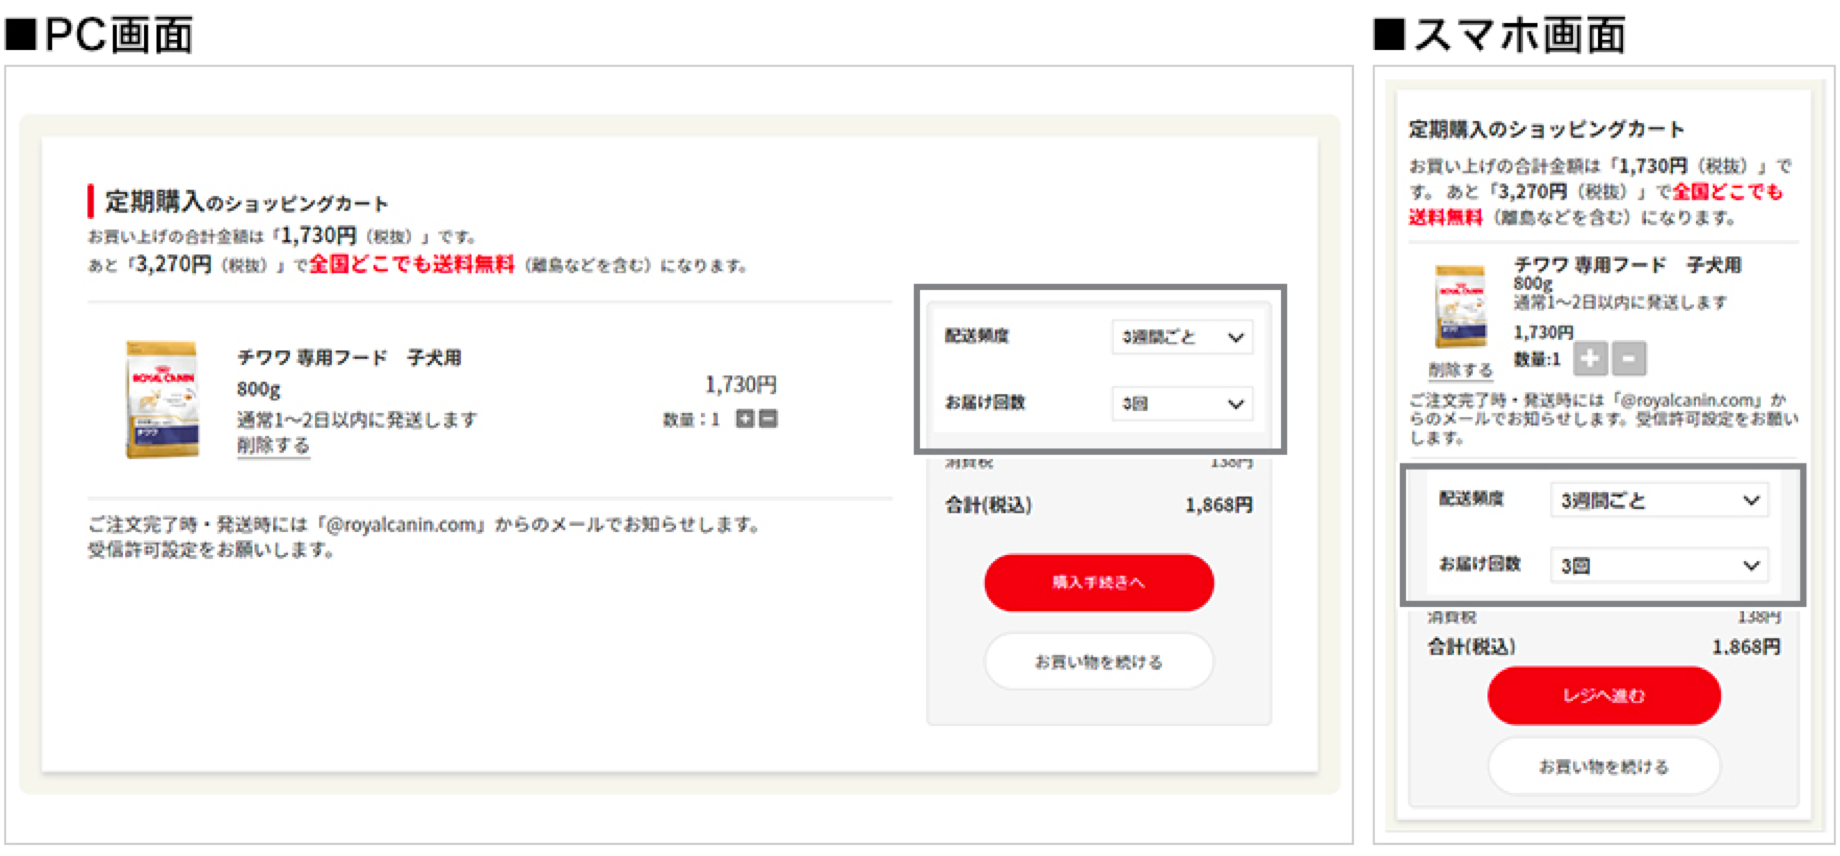 ■PC画面
定期購入のショッピングカート
お買い上げの合計金額は「1,730円（税抜）」です。
あと「3,270円（税抜）」で全国どこでも送料無料（離島などを含む）になります。
ROYAL CANIN
チワワ
チワワ 専用フード　子犬用
800g
通常1～2日以内に発送します
削除する
1,730円
数量：1
ご注文完了時・発送時には「@royalcanin.com」からのメールでお知らせします。
受信許可設定をお願いします。
配送頻度 3週間ごと
お届け回数 3回
消費税 138円
合計(税込) 1,868円
購入手続きへ
お買い物を続ける
■スマホ画面
定期購入のショッピングカート
お買い上げの合計金額は「1,730円（税抜）」で
す。 あと「3,270円（税抜）」で全国どこでも
送料無料（離島などを含む）になります。
ROYAL CANIN
チワワ 専用フード　子犬用
800g
通常1～2日以内に発送します
1,730円
数量:1
削除する
ご注文完了時・発送時には「@royalcanin.com」か
らのメールでお知らせします。受信許可設定をお願い
します。
配送頻度 3週間ごと
お届け回数 3回
消費税 138円
合計(税込) 1,868円
レジへ進む
お買い物を続ける